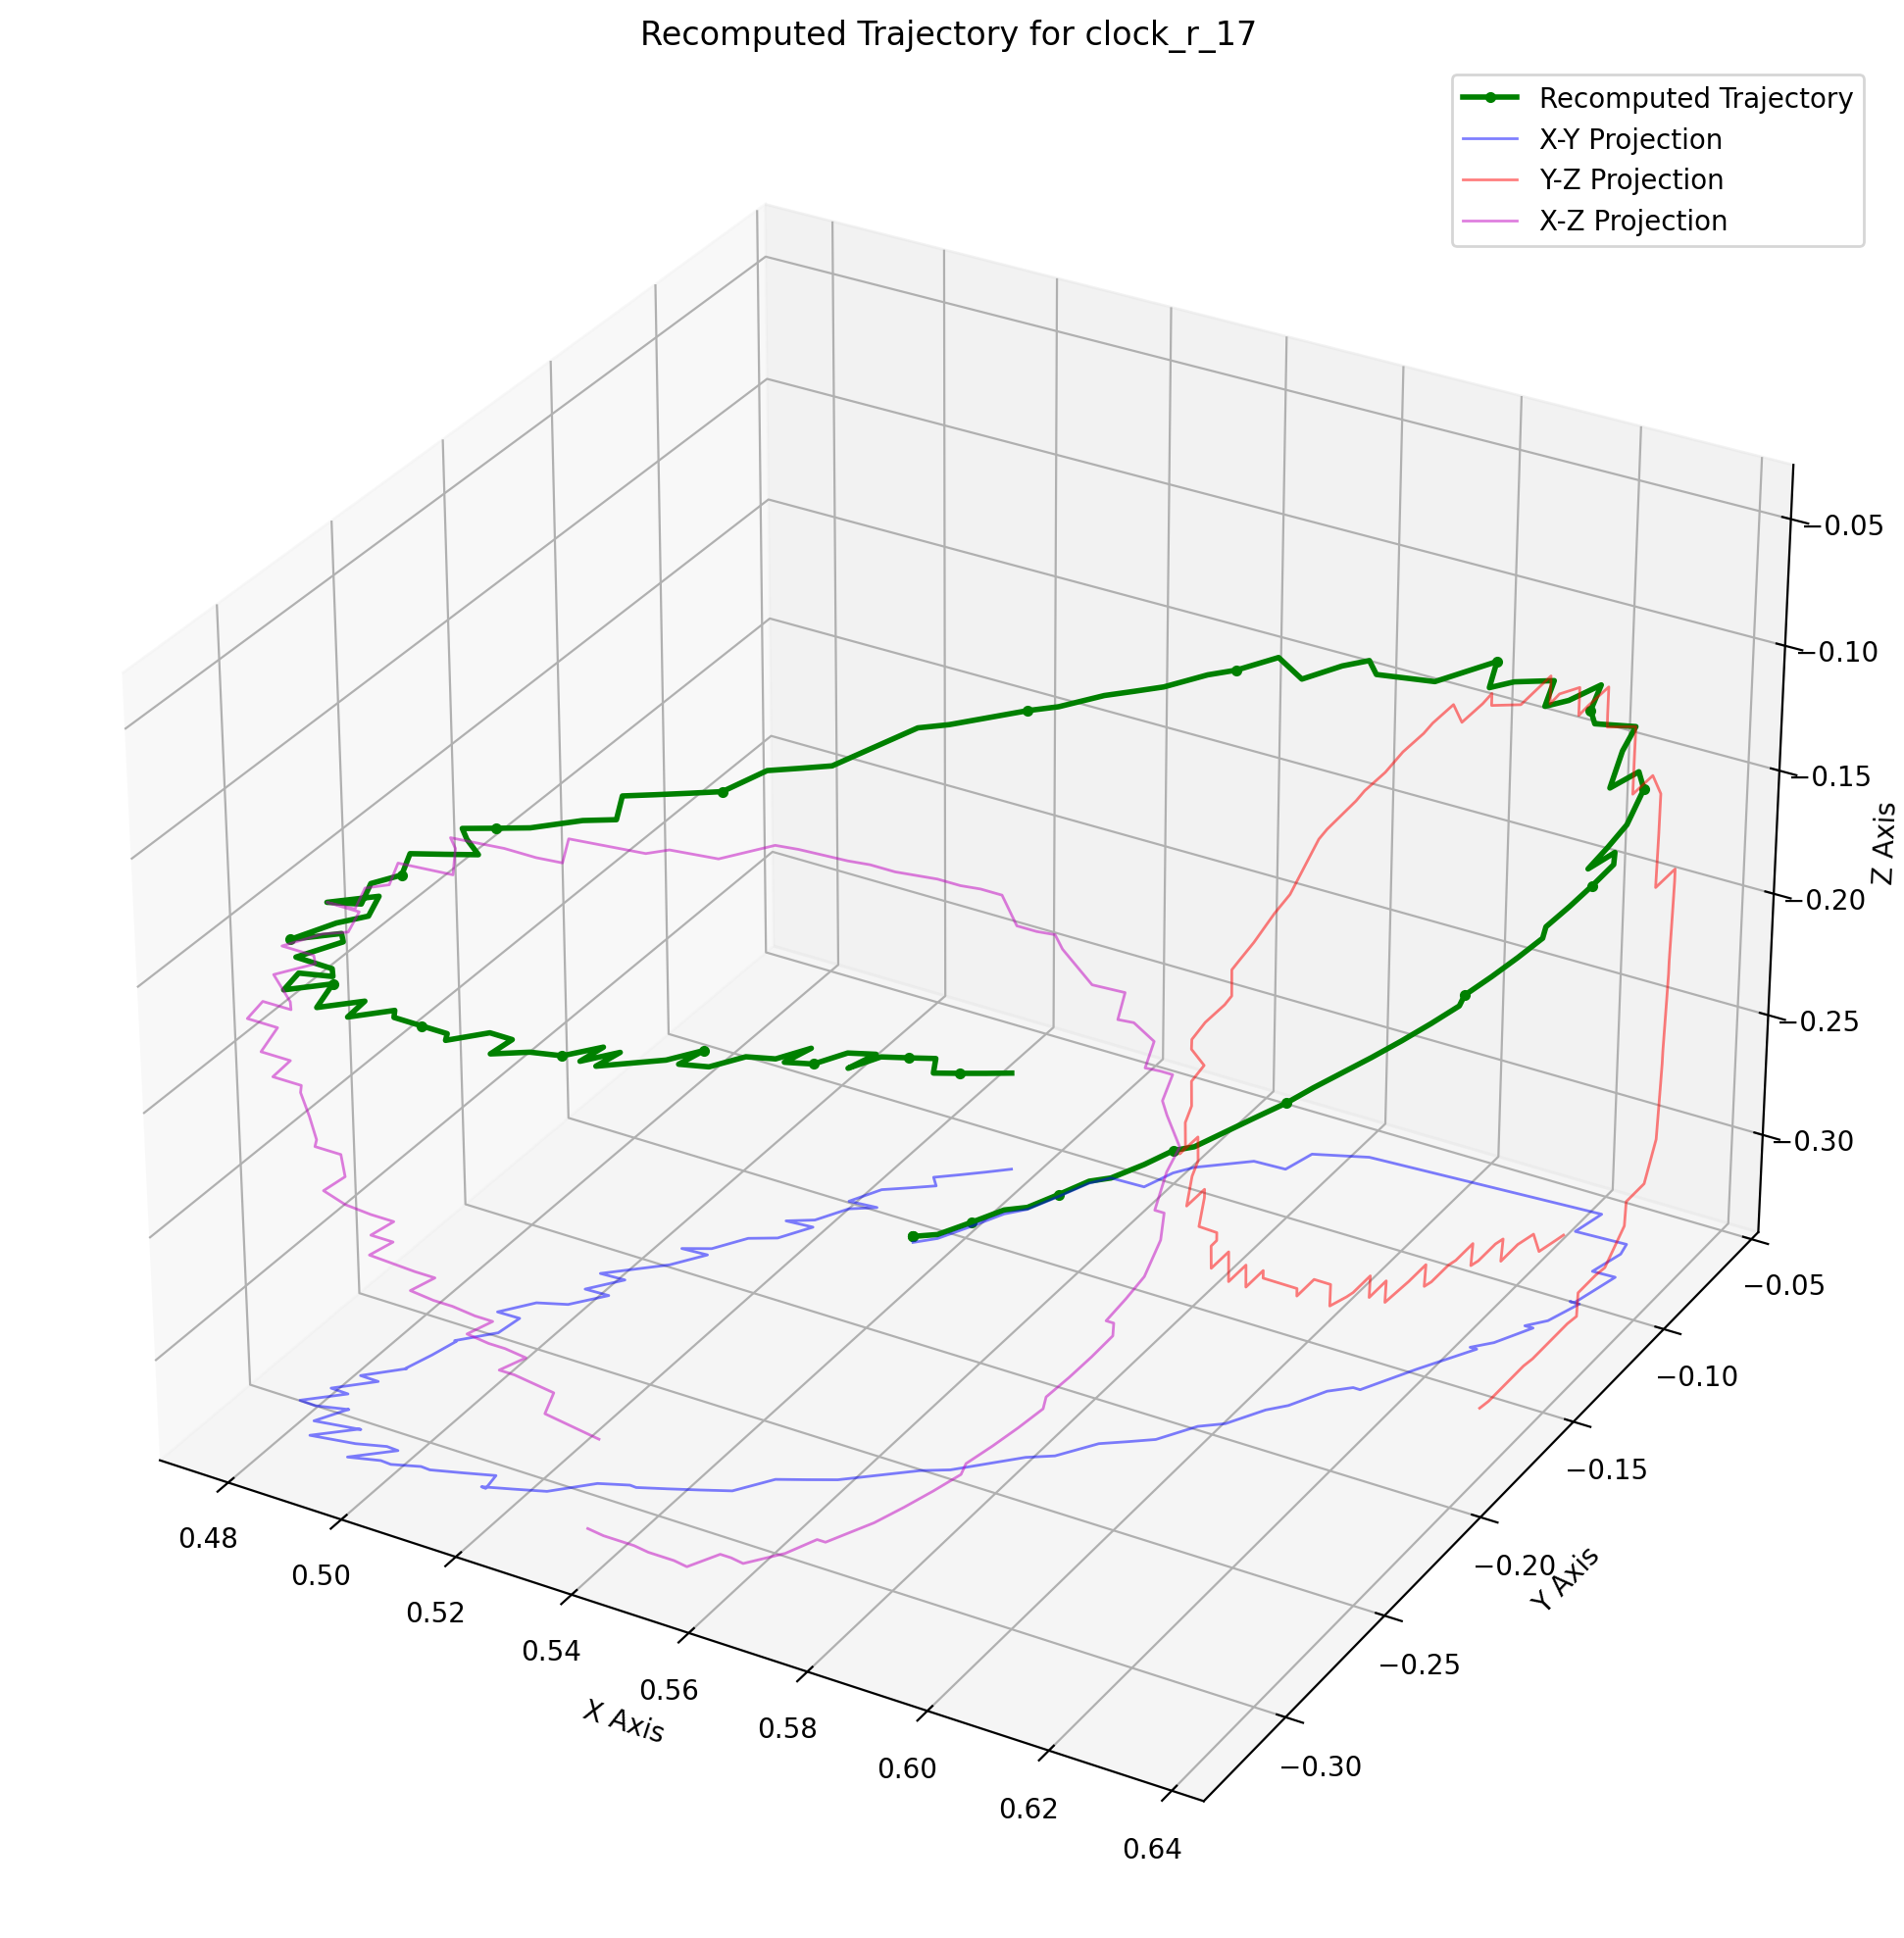 Recomputed Trajectory for clock_r_17
Recomputed Trajectory
X-Y Projection
Y-Z Projection
X-Z Projection
−0.05
−0.10
−0.15
−0.20
−0.25
−0.30
Z Axis
−0.05
−0.10
−0.15
−0.20
−0.25
−0.30
Y Axis
0.48
0.50
0.52
0.54
0.56
0.58
0.60
0.62
0.64
X Axis